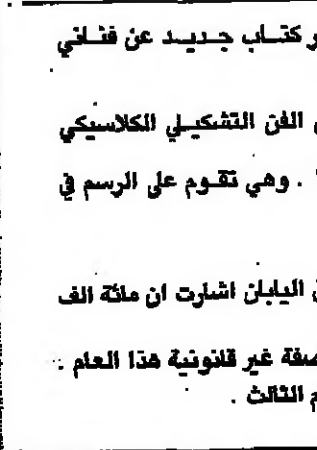 ر كتاب جديد عن فناني
الفن التشكيلي الكلاسيكي
. وهي تقوم على الرسم في
اليابان اشارت ان مائة الف
صفة غير قانونية هذا العام .
م الثالث .